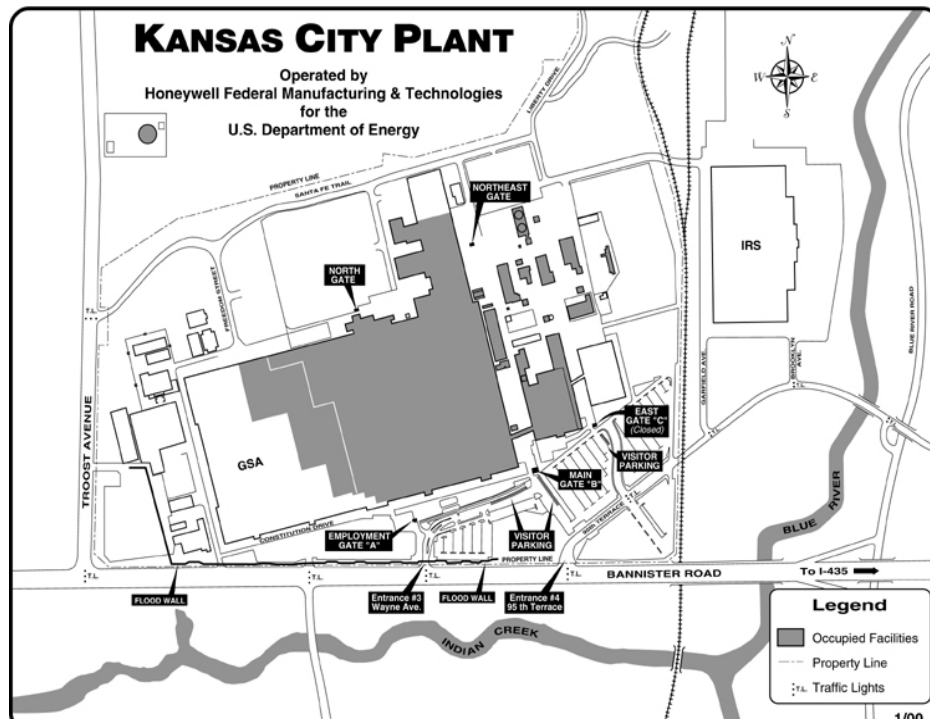 KANSAS CITY PLANT
Operated by
Honeywell Federal Manufacturing & Technologies
for the
U.S. Department of Energy
N
W E
S
LIBERTY DRIVE
PROPERTY LINE
SANTA FE TRAIL
NORTHEAST
GATE
IRS
NORTH
GATE
FREEDOM STREET
T.L.
BLUE RIVER ROAD
GARFIELD AVE
BROOKLYN
AVE.
T.L.
TROOST AVENUE
EAST
GATE "C"
(Closed)
T.L.
VISITOR
PARKING
GSA
MAIN
GATE "B"
T.L.
BLUE RIVER
95th TERRACE
CONSTITUTION DRIVE
EMPLOYMENT
GATE "A"
VISITOR
PARKING
PROPERTY LINE
T.L.
T.L.
T.L.
T.L.
BANNISTER ROAD
To I-435
FLOOD WALL
Entrance #3
Wayne Ave.
FLOOD WALL
Entrance #4
95 th Terrace
INDIAN CREEK
Legend
Occupied Facilities
Property Line
T.L. Traffic Lights
1/00